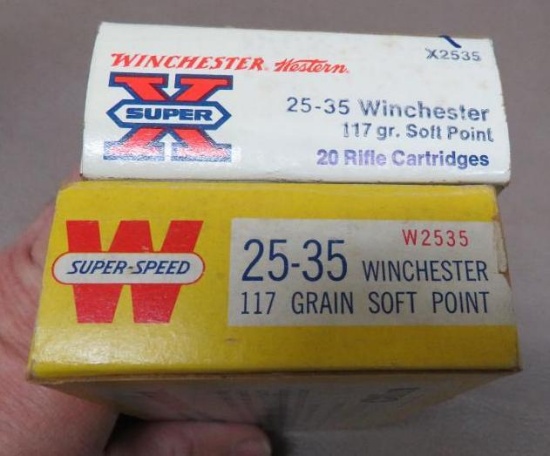 WINCHESTER Western
X2535
X
SUPER
25-35 Winchester
117 gr. Soft Point
20 Rifle Cartridges
W
SUPER-SPEED
W2535
25-35 WINCHESTER
117 GRAIN SOFT POINT